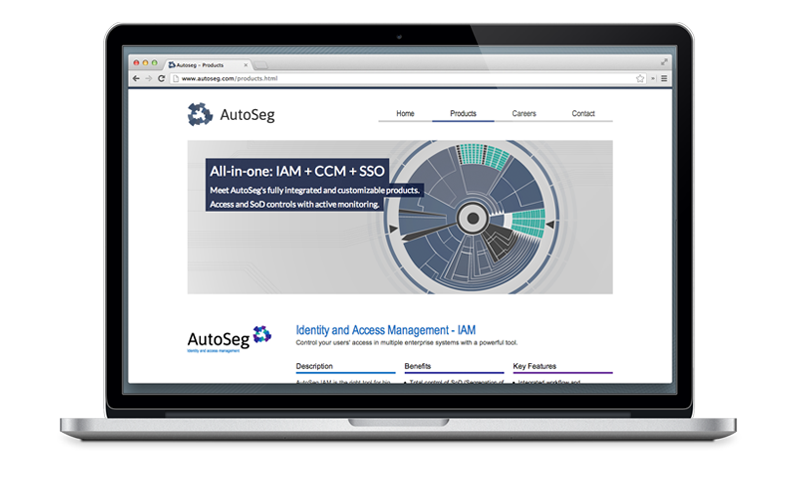 Autoseg - Products
www.autoseg.com/products.html
AutoSeg
Home Products Careers Contact
All-in-one: IAM + CCM + SSO
Meet AutoSeg's fully integrated and customizable products.
Access and SoD controls with active monitoring.
AutoSeg
Identity and access management
Identity and Access Management - IAM
Control your users' access in multiple enterprise systems with a powerful tool.
Description Benefits Key Features
AutoSeg IAM is the right tool for big
• Total control of SoD (Segregation of
• Integrated workflow and